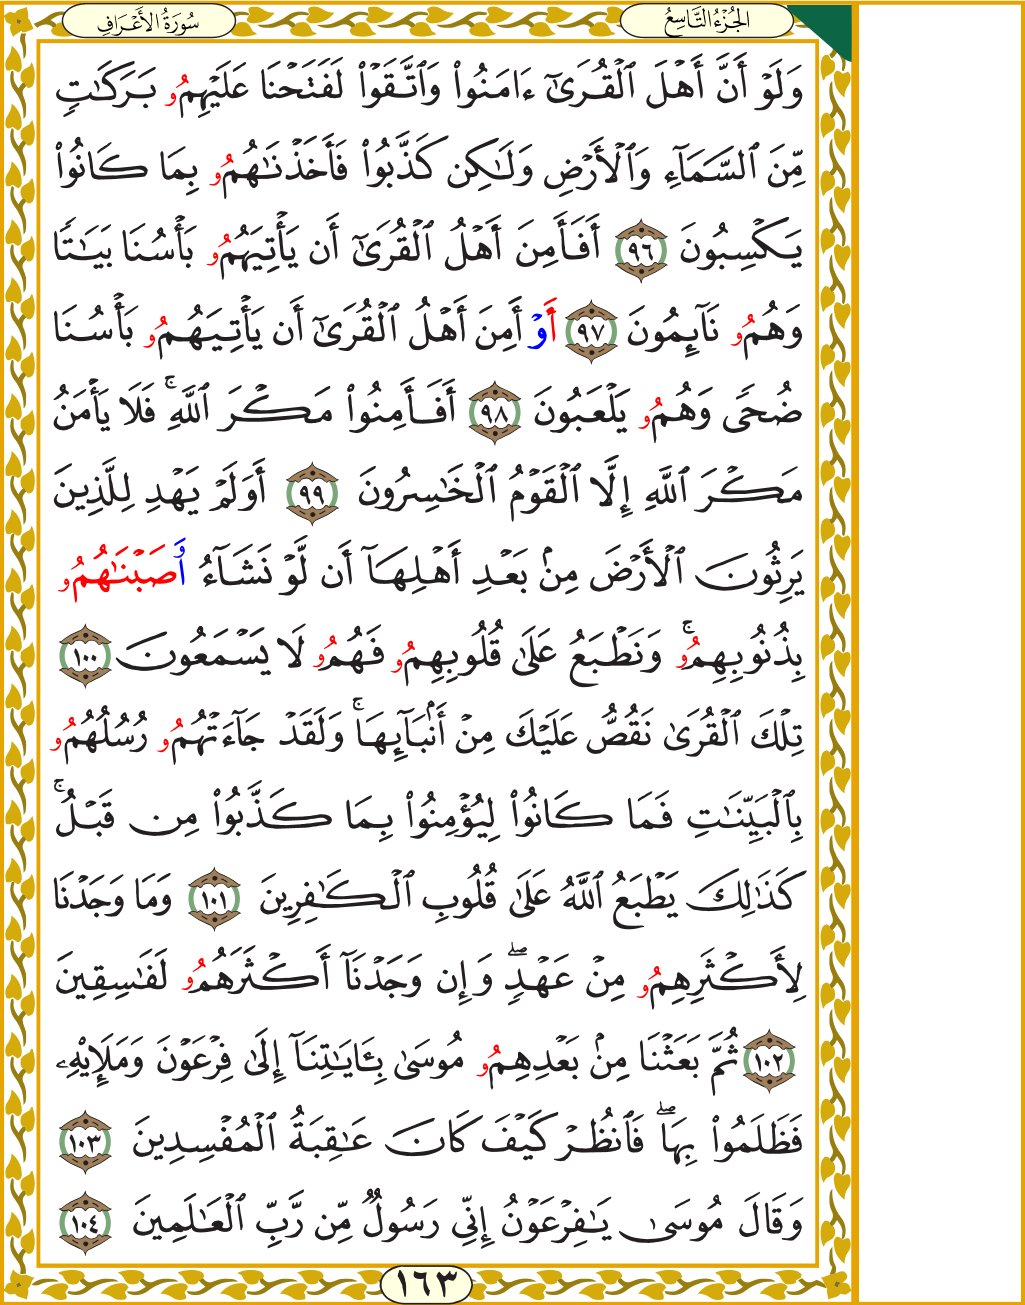 الجُزْءُ التَّاسِعُ
سُورَةُ الأَعْرَافِ
وَلَوْ أَنَّ أَهْلَ ٱلْقُرَىٰٓ ءَامَنُوا۟ وَٱتَّقَوْا۟ لَفَتَحْنَا عَلَيْهِمُۥ بَرَكَٰتٍ
مِّنَ ٱلسَّمَآءِ وَٱلْأَرْضِ وَلَٰكِن كَذَّبُوا۟ فَأَخَذْنَٰهُمُۥ بِمَا كَانُوا۟
يَكْسِبُونَ ٩٦ أَفَأَمِنَ أَهْلُ ٱلْقُرَىٰٓ أَن يَأْتِيَهُمُۥ بَأْسُنَا بَيَٰتًا
وَهُمُۥ نَآئِمُونَ ٩٧ أَوْ أَمِنَ أَهْلُ ٱلْقُرَىٰٓ أَن يَأْتِيَهُمُۥ بَأْسُنَا
ضُحًى وَهُمُۥ يَلْعَبُونَ ٩٨ أَفَأَمِنُوا۟ مَكْرَ ٱللَّهِ ۚ فَلَا يَأْمَنُ
مَكْرَ ٱللَّهِ إِلَّا ٱلْقَوْمُ ٱلْخَٰسِرُونَ ٩٩ أَوَلَمْ يَهْدِ لِلَّذِينَ
يَرِثُونَ ٱلْأَرْضَ مِنۢ بَعْدِ أَهْلِهَآ أَن لَّوْ نَشَآءُ أَصَبْنَٰهُمُۥ
بِذُنُوبِهِمُۥ ۚ وَنَطْبَعُ عَلَىٰ قُلُوبِهِمُۥ فَهُمُۥ لَا يَسْمَعُونَ ١٠٠
تِلْكَ ٱلْقُرَىٰ نَقُصُّ عَلَيْكَ مِنْ أَنۢبَآئِهَا ۚ وَلَقَدْ جَآءَتْهُمُۥ رُسُلُهُمُۥ
بِٱلْبَيِّنَٰتِ فَمَا كَانُوا۟ لِيُؤْمِنُوا۟ بِمَا كَذَّبُوا۟ مِن قَبْلُ ۚ
كَذَٰلِكَ يَطْبَعُ ٱللَّهُ عَلَىٰ قُلُوبِ ٱلْكَٰفِرِينَ ١٠١ وَمَا وَجَدْنَا
لِأَكْثَرِهِمُۥ مِنْ عَهْدٍ ۖ وَإِن وَجَدْنَآ أَكْثَرَهُمُۥ لَفَٰسِقِينَ
١٠٢ ثُمَّ بَعَثْنَا مِنۢ بَعْدِهِمُۥ مُوسَىٰ بِـَٔايَٰتِنَآ إِلَىٰ فِرْعَوْنَ وَمَلَإِي۟هِۦ
فَظَلَمُوا۟ بِهَا ۖ فَٱنظُرْ كَيْفَ كَانَ عَٰقِبَةُ ٱلْمُفْسِدِينَ ١٠٣
وَقَالَ مُوسَىٰ يَٰفِرْعَوْنُ إِنِّي رَسُولٌ مِّن رَّبِّ ٱلْعَٰلَمِينَ ١٠٤
١٦٣